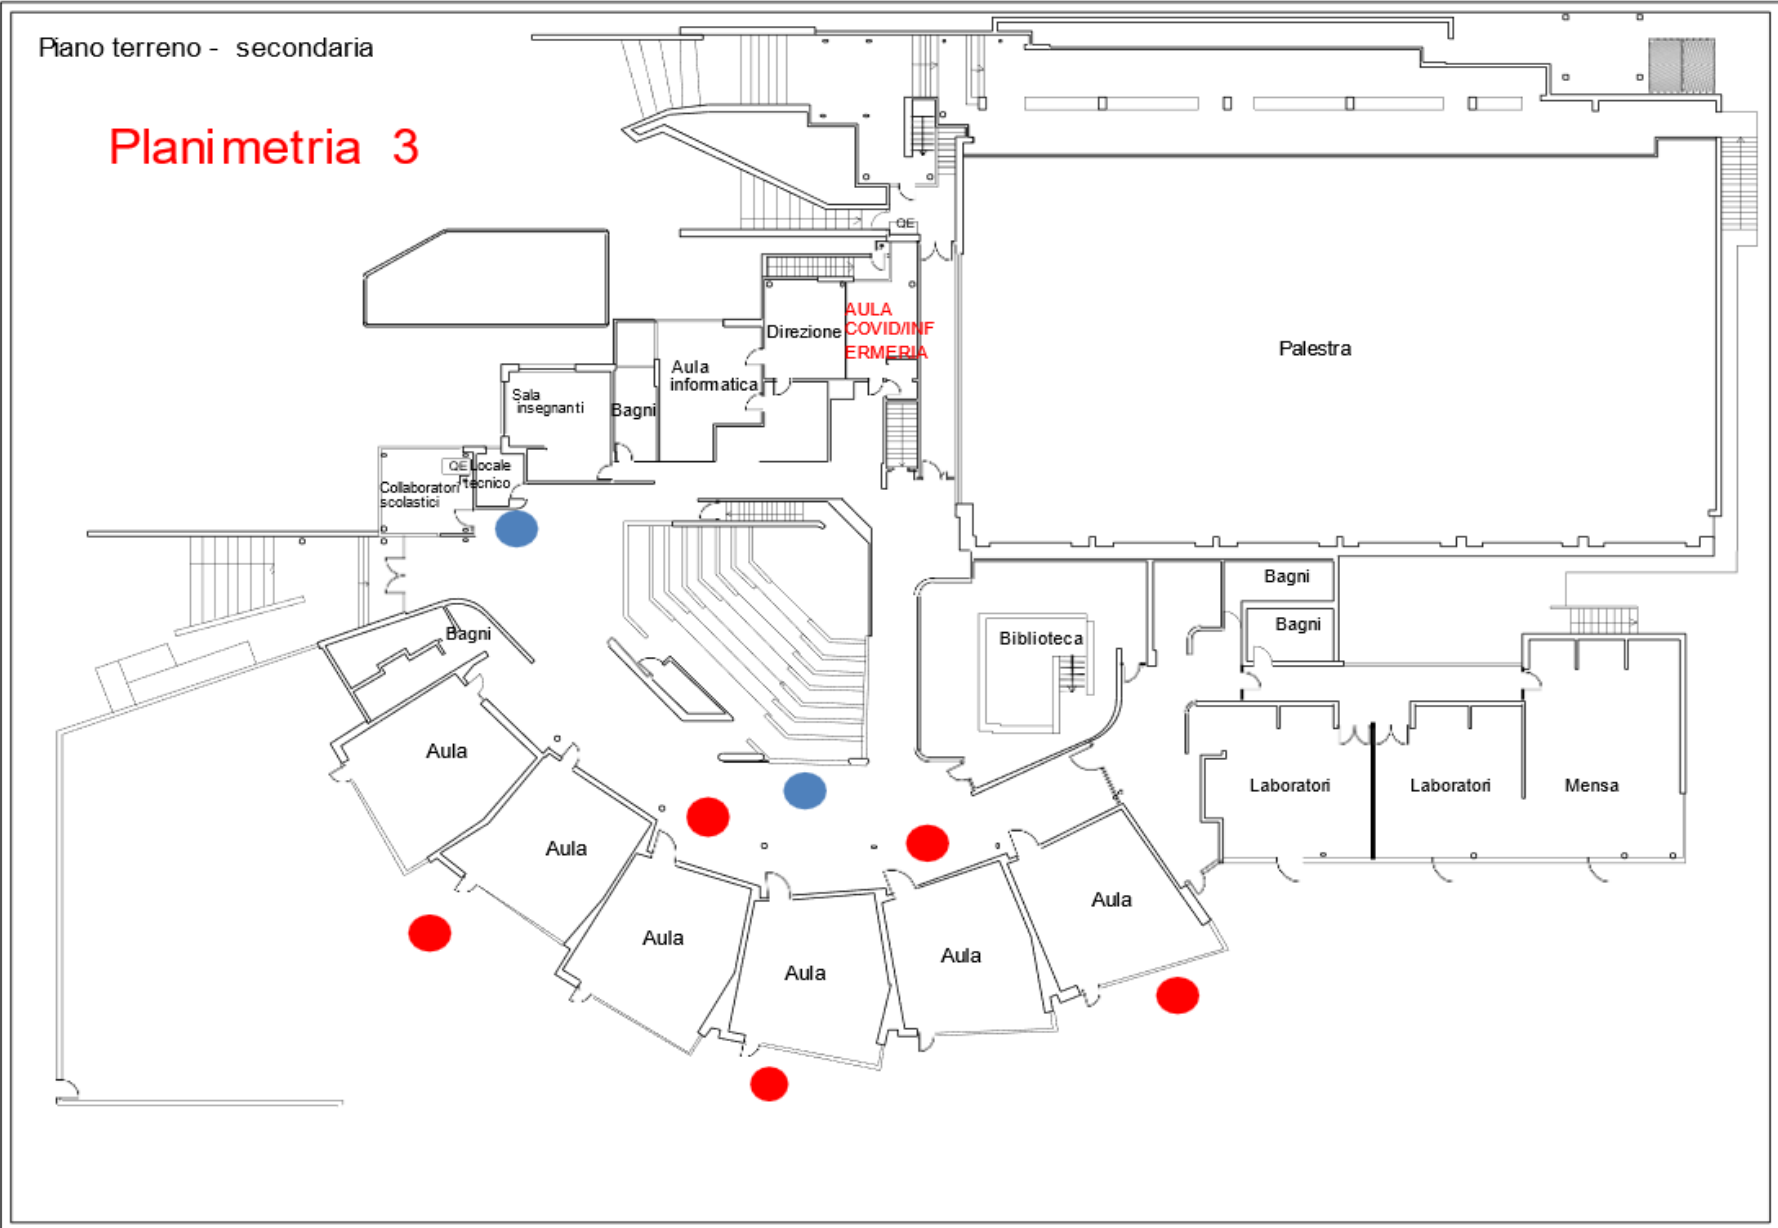 Piano terreno - secondaria
Planimetria 3
QE
AULA
COVID/INF
ERMERIA
Direzione
Palestra
Aula
informatica
Sala
insegnanti
Bagni
QE
Locale
tecnico
Collaboratori
scolastici
Bagni
Bagni
Bagni
Biblioteca
Aula
Laboratori
Laboratori
Mensa
Aula
Aula
Aula
Aula
Aula